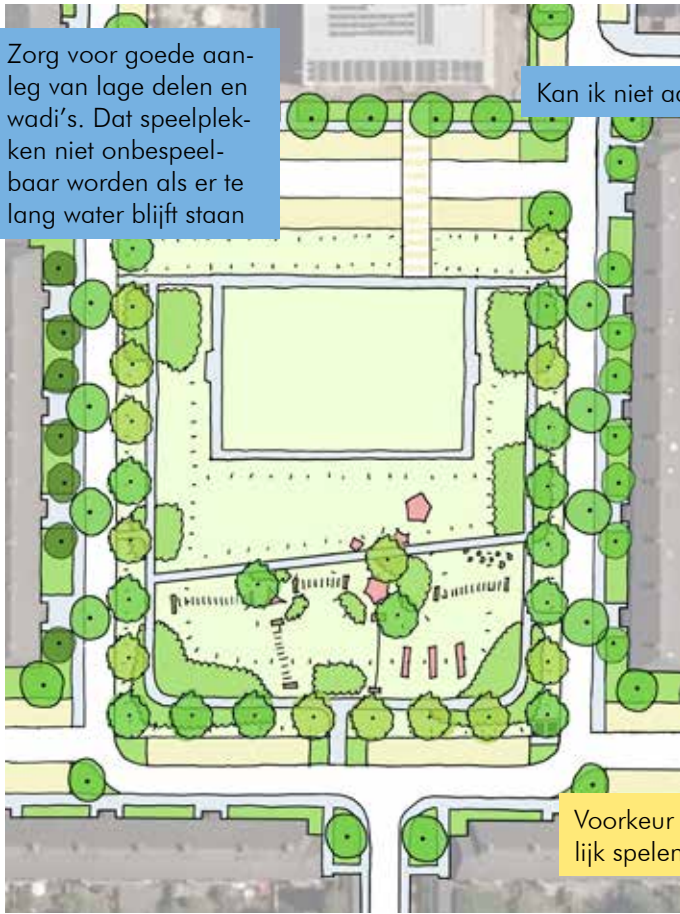 Zorg voor goede aan-
leg van lage delen en
wadi's. Dat speelplek-
ken niet onbespeel-
baar worden als er te
lang water blijft staan
Kan ik niet
Voorkeur
lijk spelen